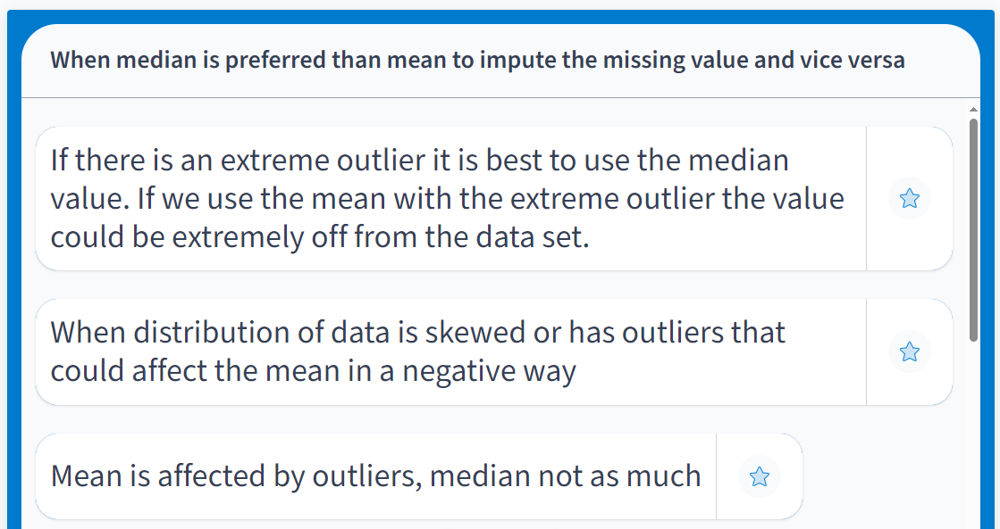 When median is preferred than mean to impute the missing value and vice versa
If there is an extreme outlier it is best to use the median
value. If we use the mean with the extreme outlier the value
could be extremely off from the data set.
When distribution of data is skewed or has outliers that
could affect the mean in a negative way
Mean is affected by outliers, median not as much